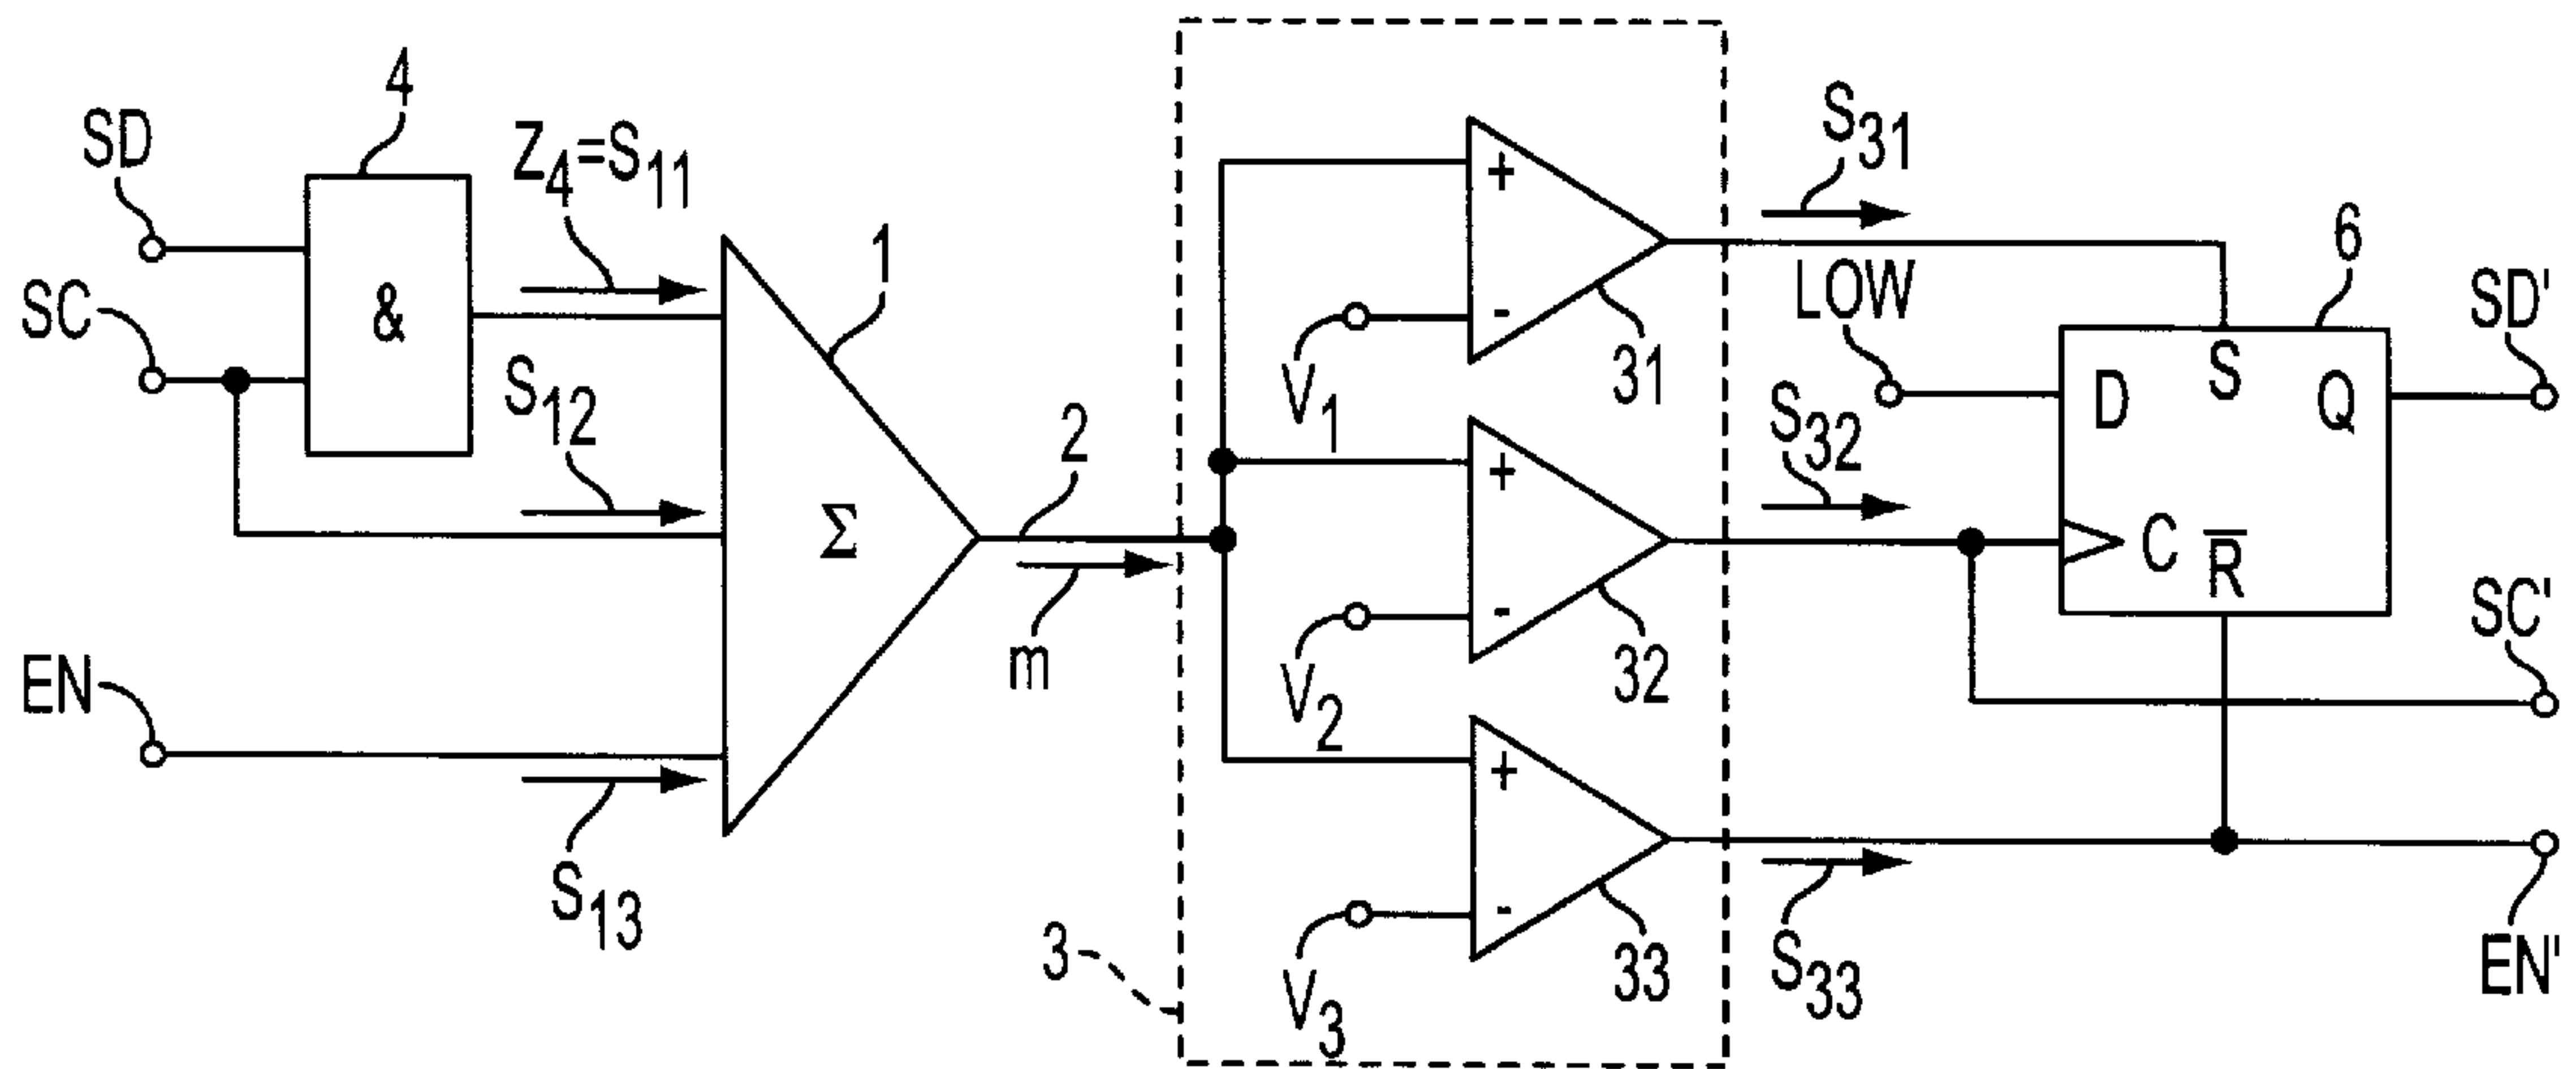 4
SD
Z4=S11
SC
&
S12
1
Σ
EN
S13
2
m
3
+
-
V1
31
+
-
V2
32
+
-
V3
33
S31
LOW
S32
S33
6
D
S
Q
C
R̅
SD'
SC'
EN'